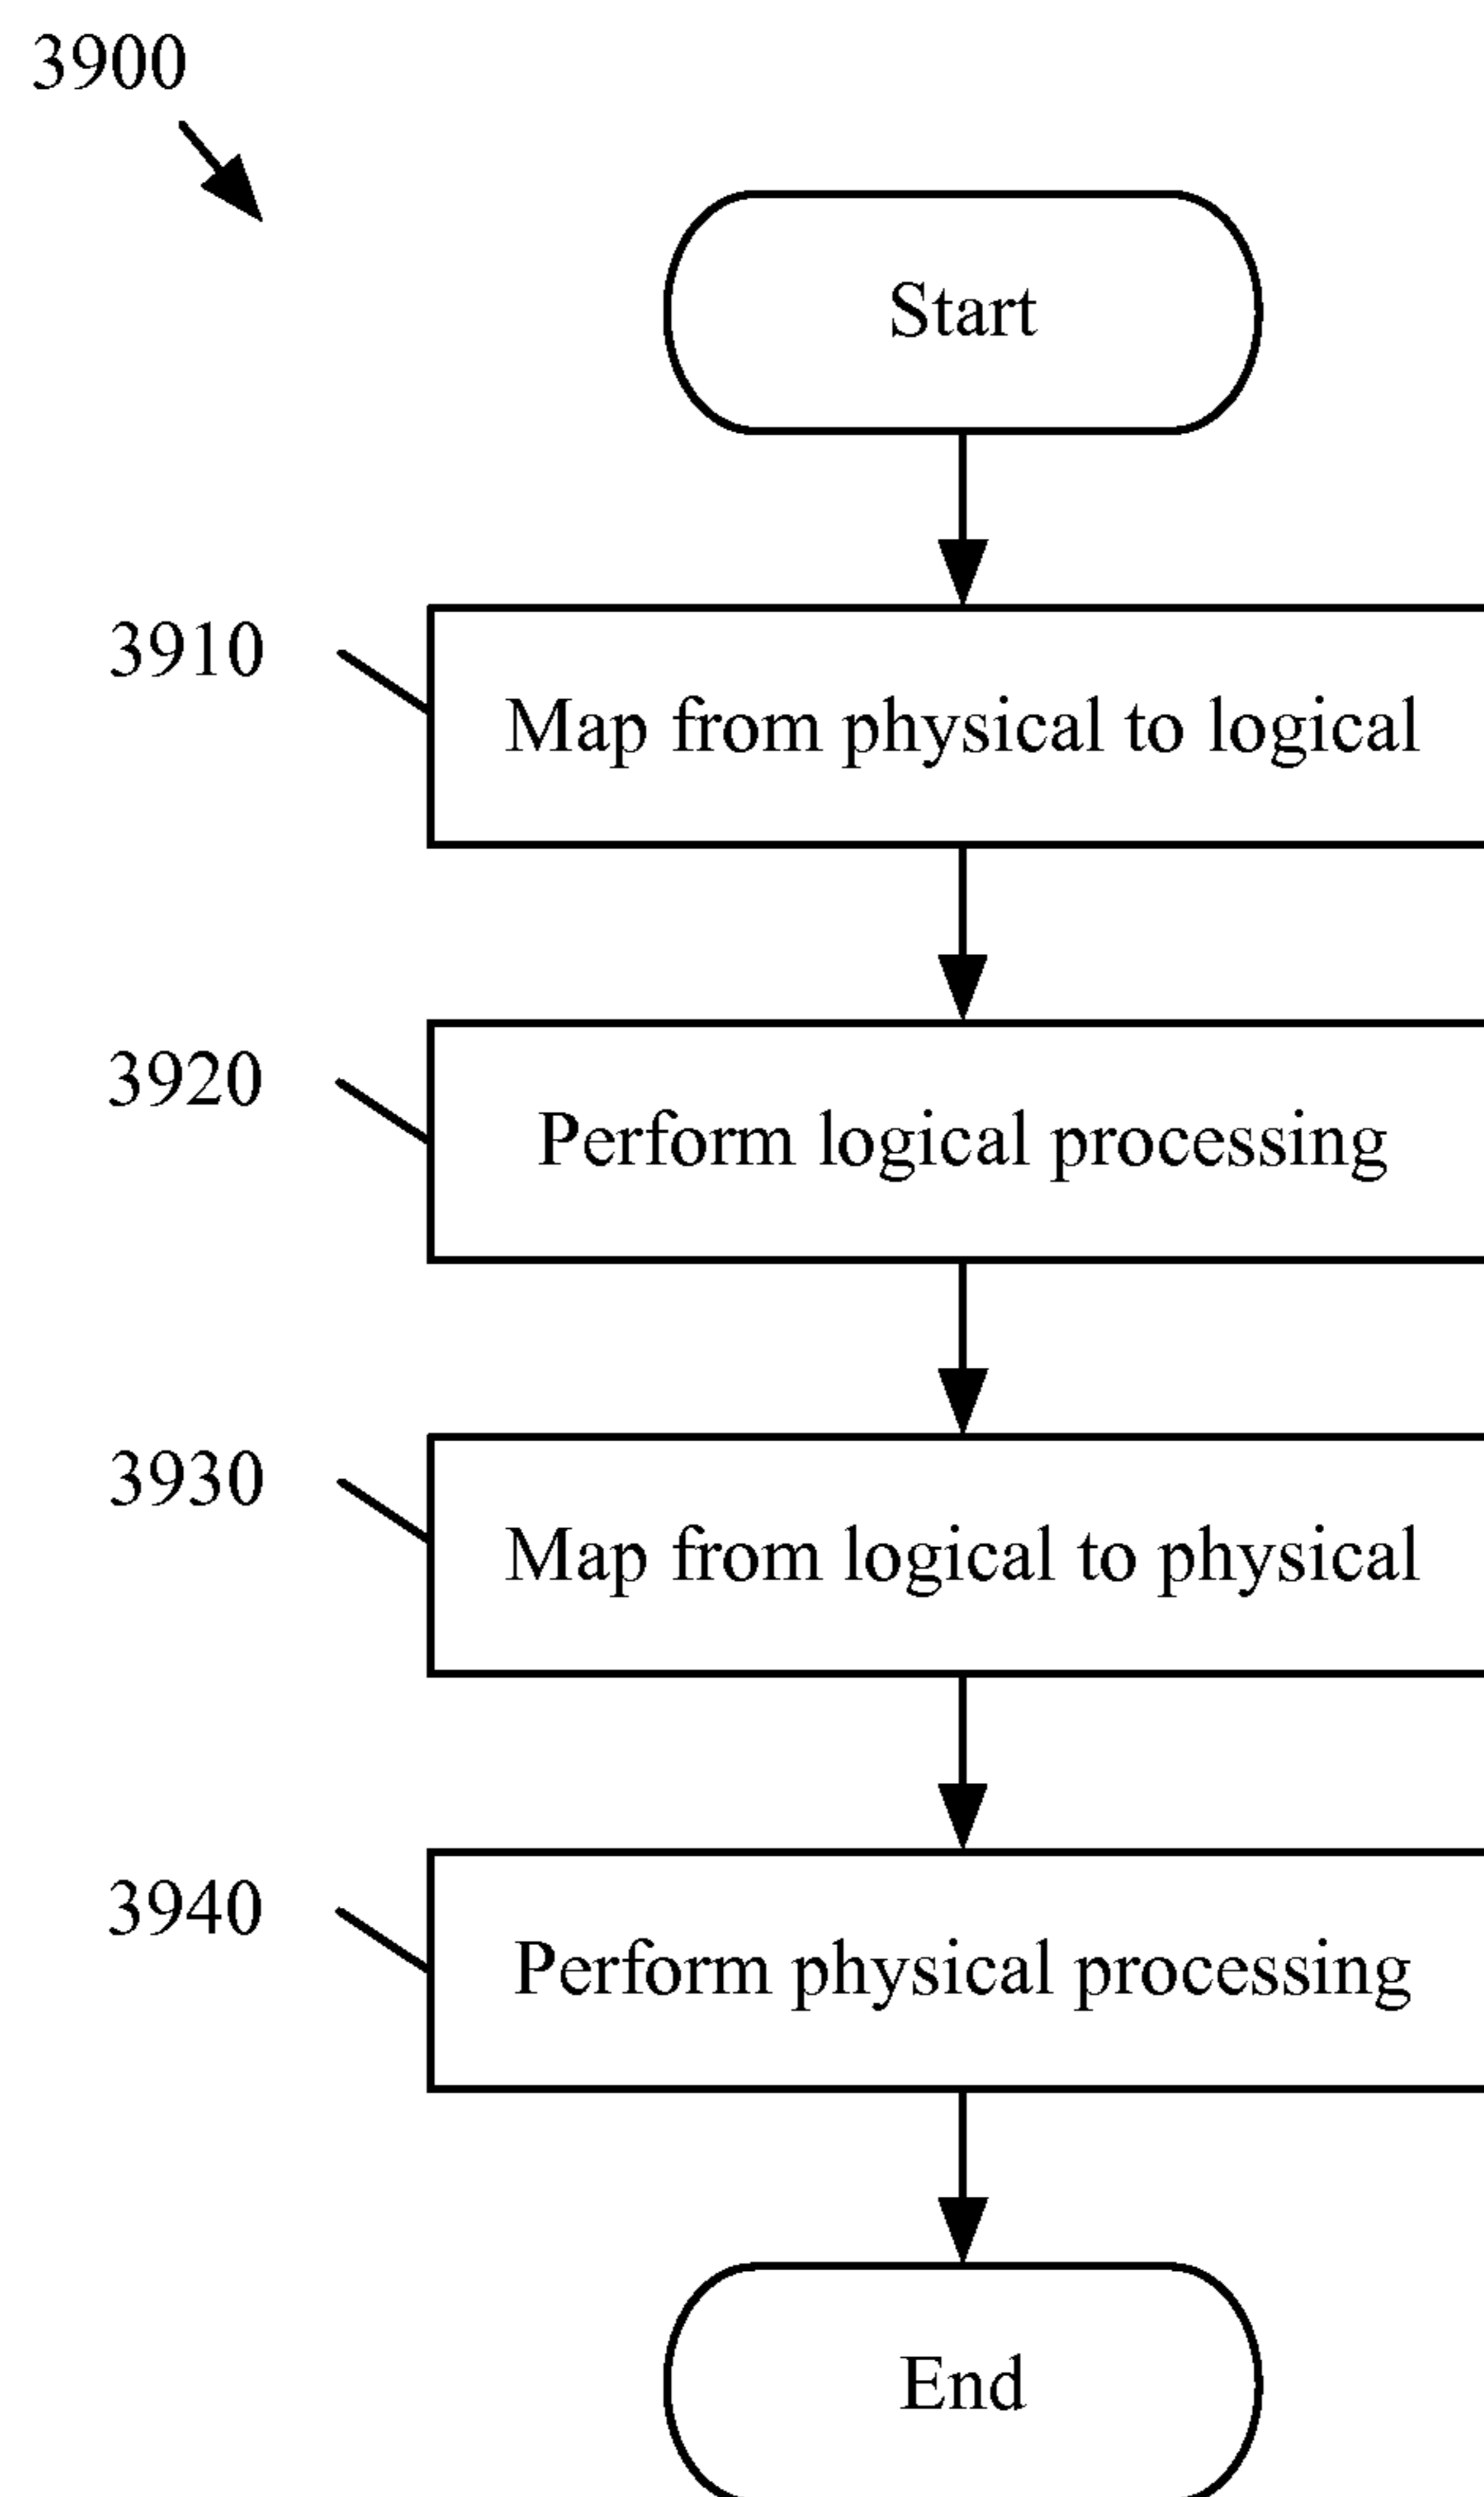 3900
Start
3910
Map from physical to logical
3920
Perform logical processing
3930
Map from logical to physical
3940
Perform physical processing
End